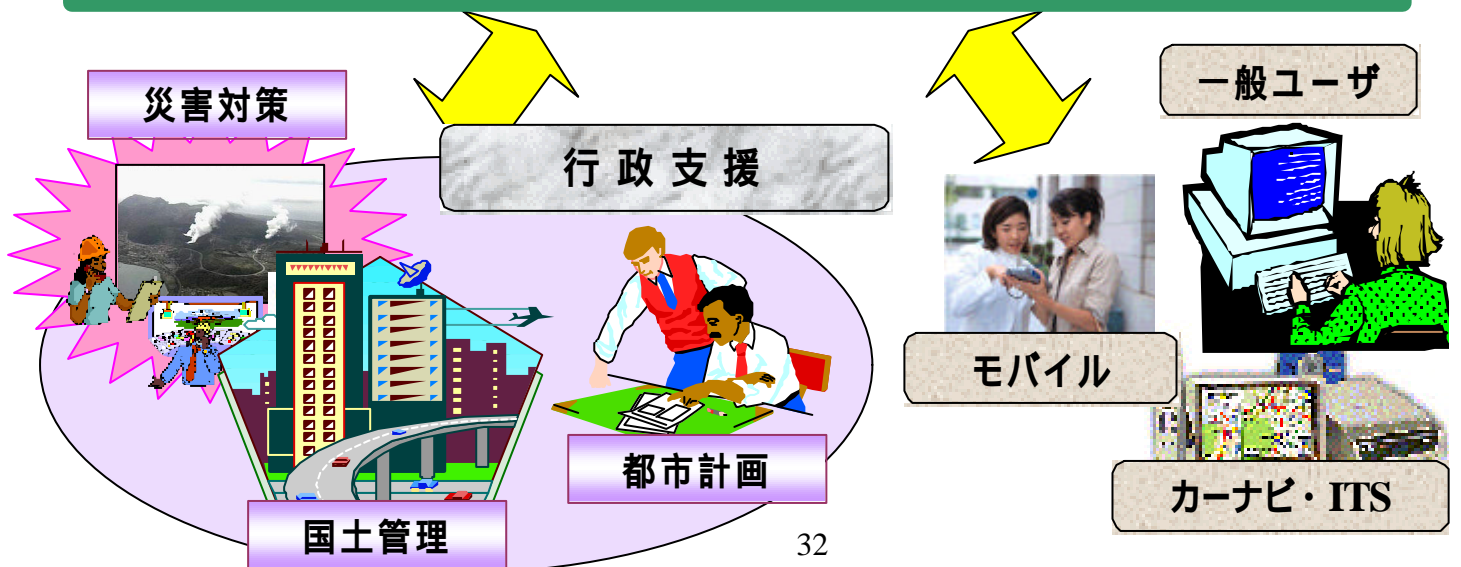 災害対策
行政支援
一般ユーザ
モバイル
都市計画
カーナビ・ITS
国土管理
32